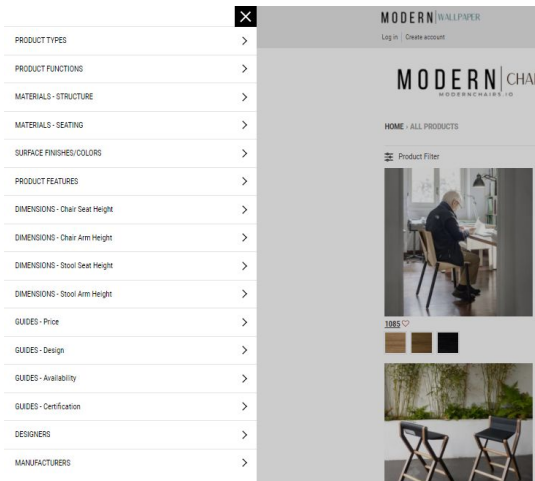 PRODUCT TYPES
PRODUCT FUNCTIONS
MATERIALS - STRUCTURE
MATERIALS - SEATING
SURFACE FINISHES/COLORS
PRODUCT FEATURES
DIMENSIONS - Chair Seat Height
DIMENSIONS - Chair Arm Height
DIMENSIONS - Stool Seat Height
DIMENSIONS - Stool Arm Height
GUIDES - Price
GUIDES - Design
GUIDES - Availability
GUIDES - Certification
DESIGNERS
MANUFACTURERS
MODERN|WALLPAPER
Log in | Create account
MODERN|CHAI
MODERNCHAIRS.IO
HOME › ALL PRODUCTS
Product Filter
1085